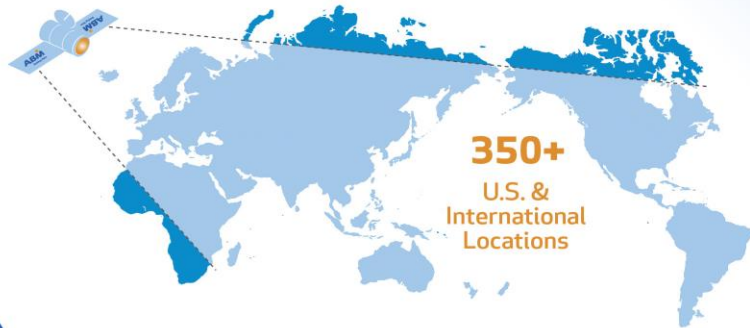 ABM
ABM
350+
U.S. &
International
Locations